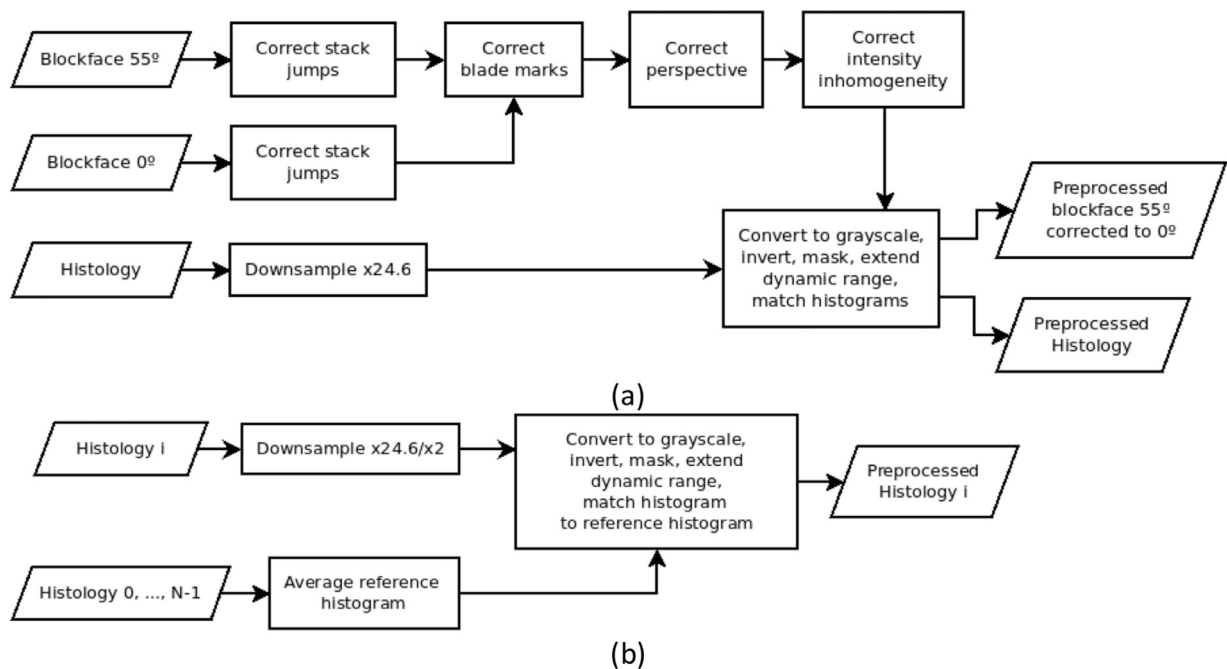 Blockface 55º
Correct stack
jumps
Correct
blade marks
Correct
perspective
Correct
intensity
inhomogeneity
Blockface 0º
Correct stack
jumps
Histology
Downsample x24.6
Convert to grayscale,
invert, mask, extend
dynamic range,
match histograms
Preprocessed
blockface 55º
corrected to 0º
Preprocessed
Histology
(a)
Histology i
Downsample x24.6/x2
Convert to grayscale,
invert, mask, extend
dynamic range,
match histogram
to reference histogram
Preprocessed
Histology i
Histology 0, ..., N-1
Average reference
histogram
(b)